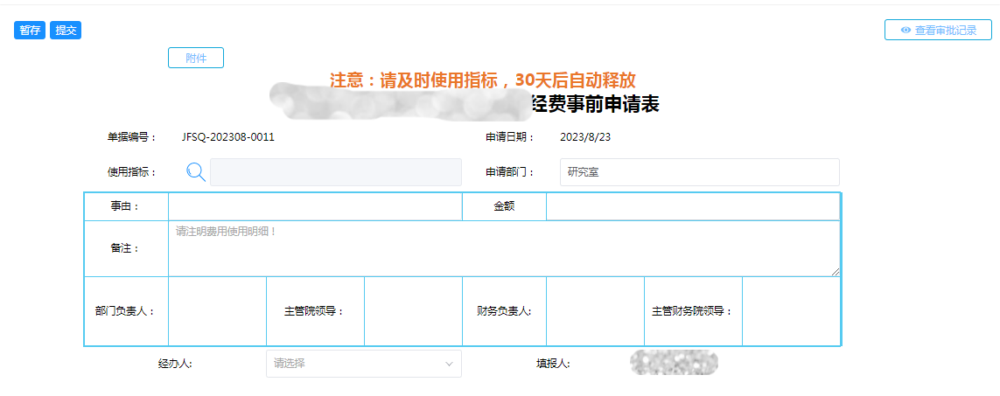 暂存 提交 查看审批记录
附件
注意：请及时使用指标，30天后自动释放
经费事前申请表
单据编号： JFSQ-202308-0011 申请日期： 2023/8/23
使用指标： 申请部门： 研究室
事由： 金额
请注明费用使用明细！
备注：
部门负责人： 主管院领导： 财务负责人: 主管财务院领导：
经办人: 请选择 填报人: